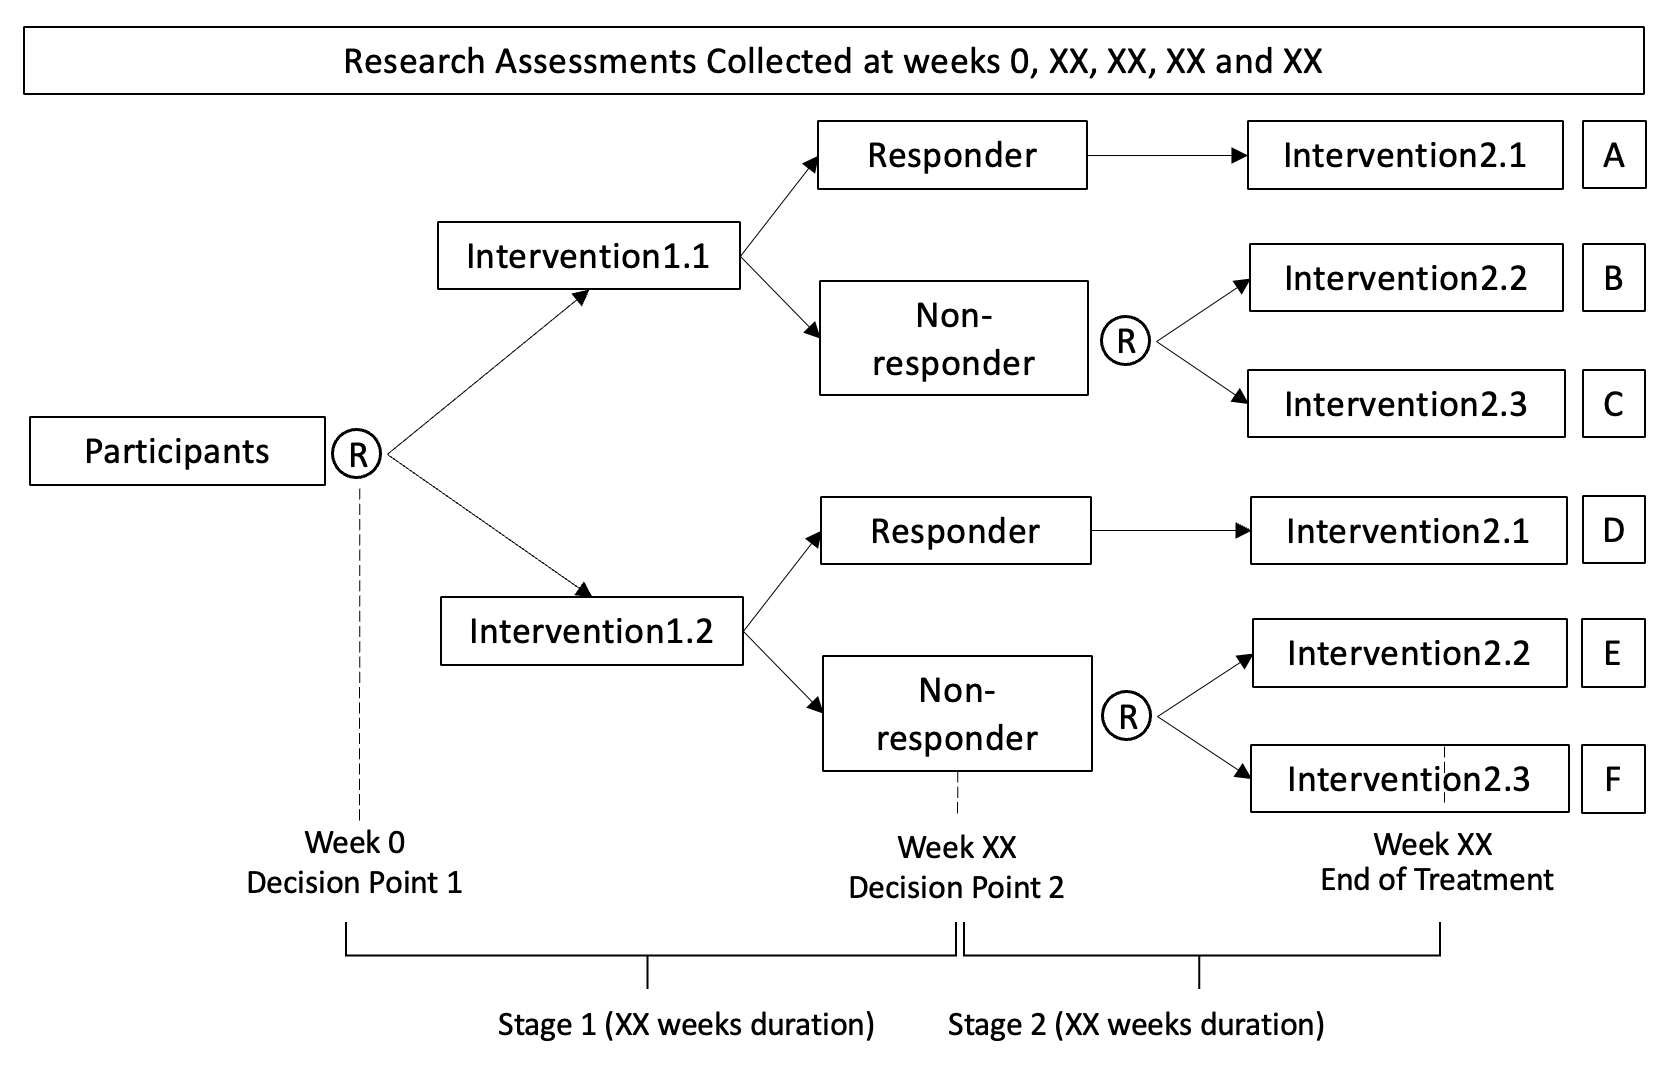 Research Assessments Collected at weeks 0, XX, XX, XX and XX
Responder
Intervention2.1
A
Intervention1.1
Non-
responder
R
Intervention2.2
B
Intervention2.3
C
Participants
R
Responder
Intervention2.1
D
Intervention1.2
Non-
responder
R
Intervention2.2
E
Intervention2.3
F
Week 0
Decision Point 1
Week XX
Decision Point 2
Week XX
End of Treatment
Stage 1 (XX weeks duration)
Stage 2 (XX weeks duration)